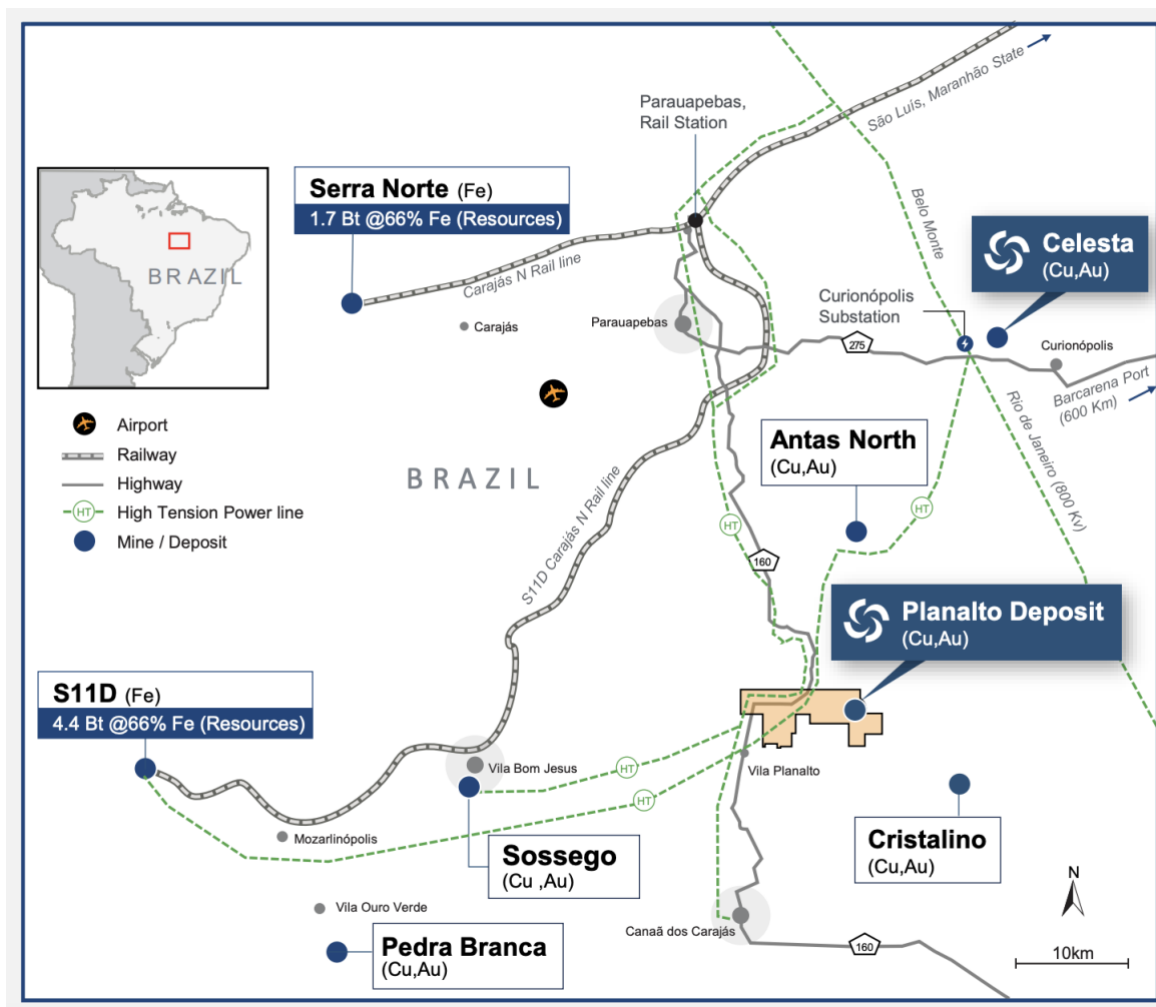 Parauapebas,
Rail Station
São Luís, Maranhão State
Serra Norte (Fe)
1.7 Bt @66% Fe (Resources)
BRAZIL
Carajás N Rail line
Carajás
Parauapebas
Belo Monte
Celesta
(Cu,Au)
Curionópolis
Substation
275
Curionópolis
Barcarena Port
(600 Km)
Rio de Janeiro (800 Kv)
Airport
Railway
Highway
HT
High Tension Power line
Mine / Deposit
BRAZIL
S11D Carajás N Rail line
Antas North
(Cu,Au)
HT
HT
160
Planalto Deposit
(Cu,Au)
S11D (Fe)
4.4 Bt @66% Fe (Resources)
Vila Bom Jesus
HT
HT
Vila Planalto
Mozarlinópolis
Sossego
(Cu ,Au)
Cristalino
(Cu,Au)
Vila Ouro Verde
Pedra Branca
(Cu,Au)
Canaã dos Carajás
160
N
10km